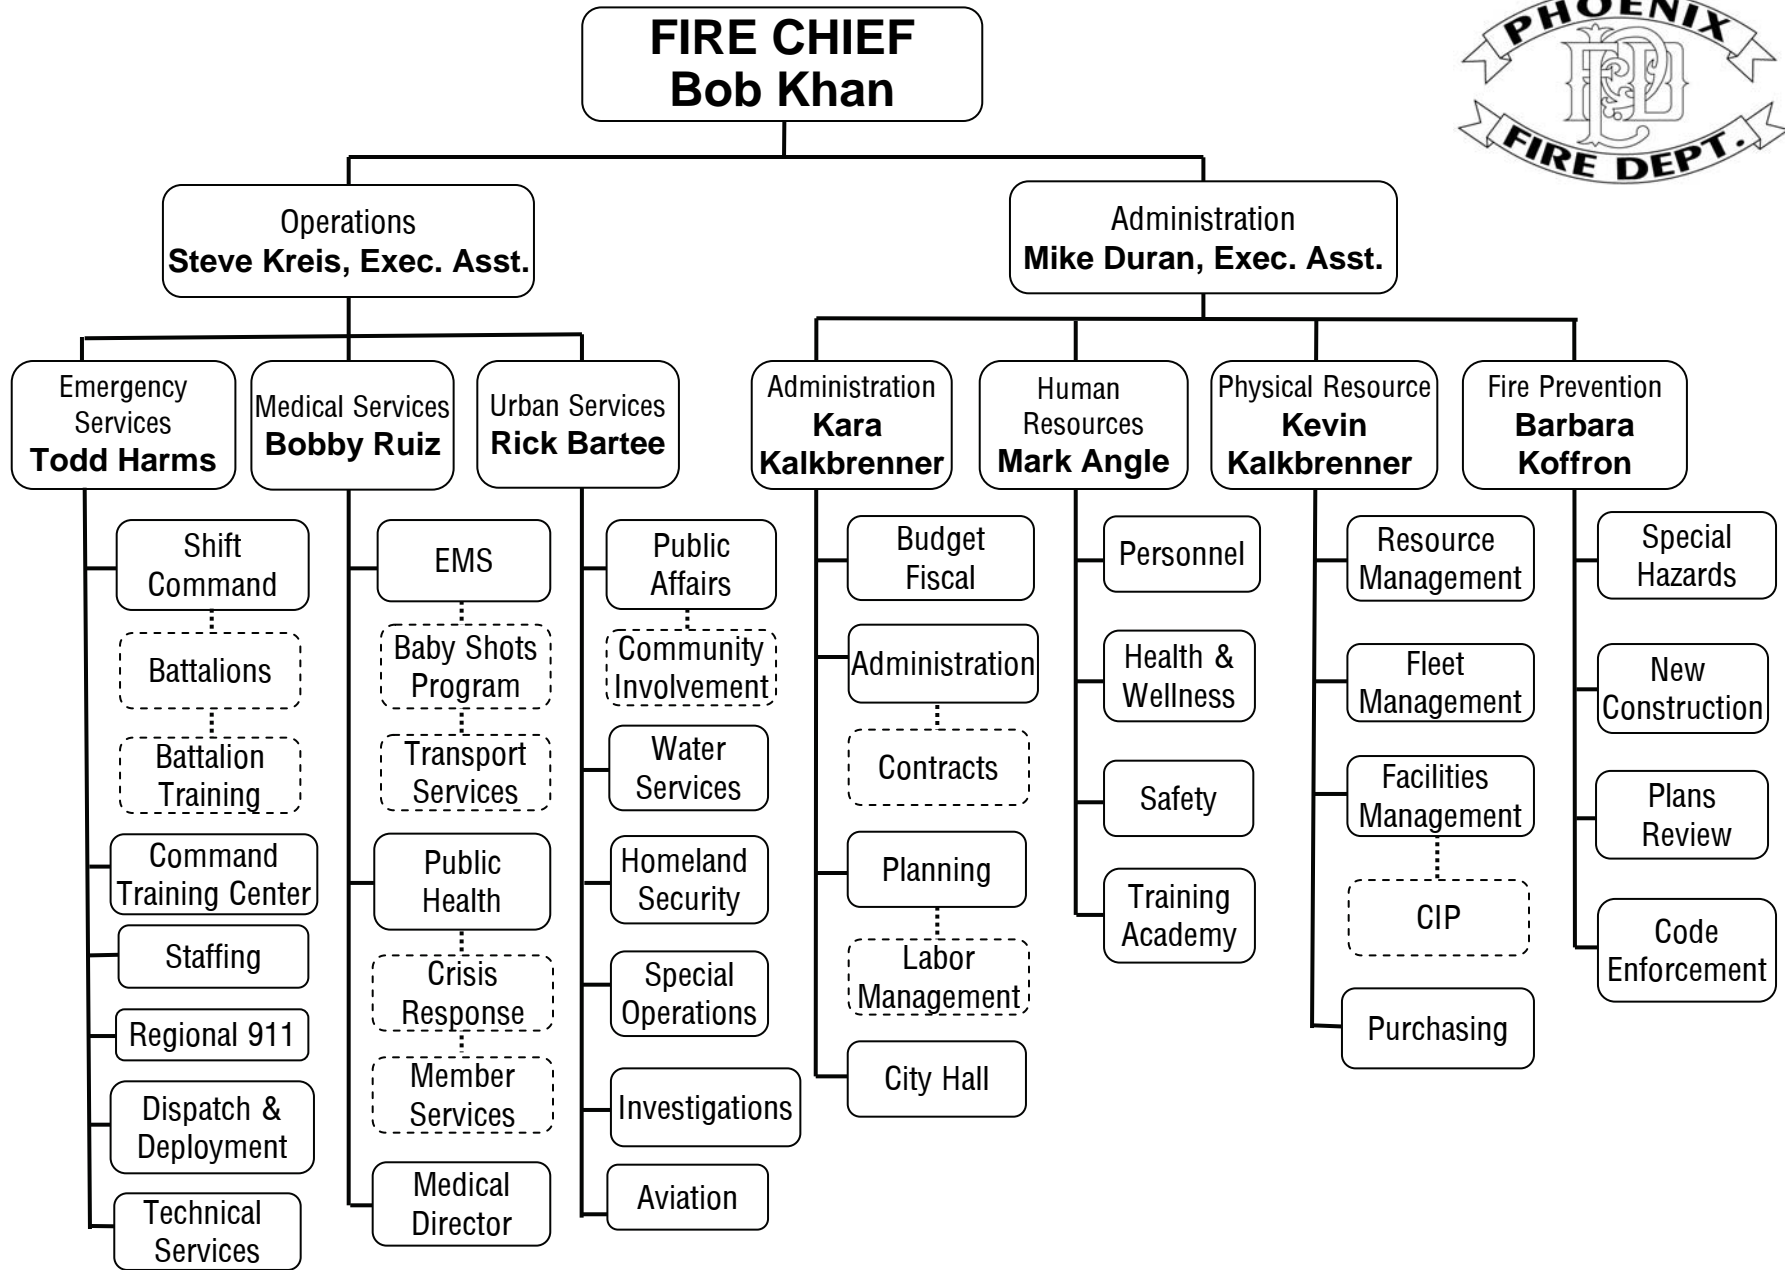 FIRE CHIEF
Bob Khan
PHOENIX
FIRE DEPT.
Operations
Steve Kreis, Exec. Asst.
Administration
Mike Duran, Exec. Asst.
Emergency
Services
Todd Harms
Medical Services
Bobby Ruiz
Urban Services
Rick Bartee
Administration
Kara
Kalkbrenner
Human
Resources
Mark Angle
Physical Resource
Kevin
Kalkbrenner
Fire Prevention
Barbara
Koffron
Shift
Command
Battalions
Battalion
Training
Command
Training Center
Staffing
Regional 911
Dispatch &
Deployment
Technical
Services
EMS
Baby Shots
Program
Transport
Services
Public
Health
Crisis
Response
Member
Services
Medical
Director
Public
Affairs
Community
Involvement
Water
Services
Homeland
Security
Special
Operations
Investigations
Aviation
Budget
Fiscal
Administration
Contracts
Planning
Labor
Management
City Hall
Personnel
Health &
Wellness
Safety
Training
Academy
Resource
Management
Fleet
Management
Facilities
Management
CIP
Purchasing
Special
Hazards
New
Construction
Plans
Review
Code
Enforcement